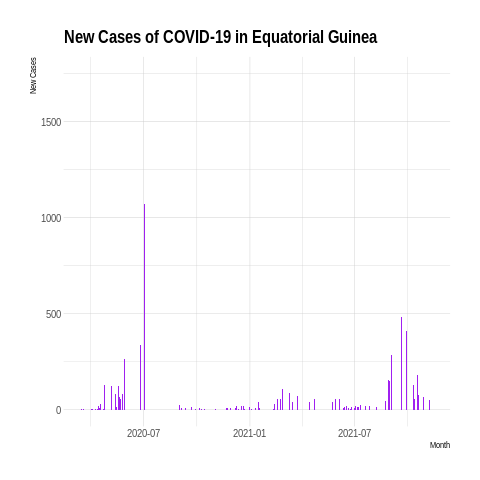 New Cases of COVID-19 in Equatorial Guinea
New Cases
1500
1000
500
0
2020-07
2021-01
2021-07
Month